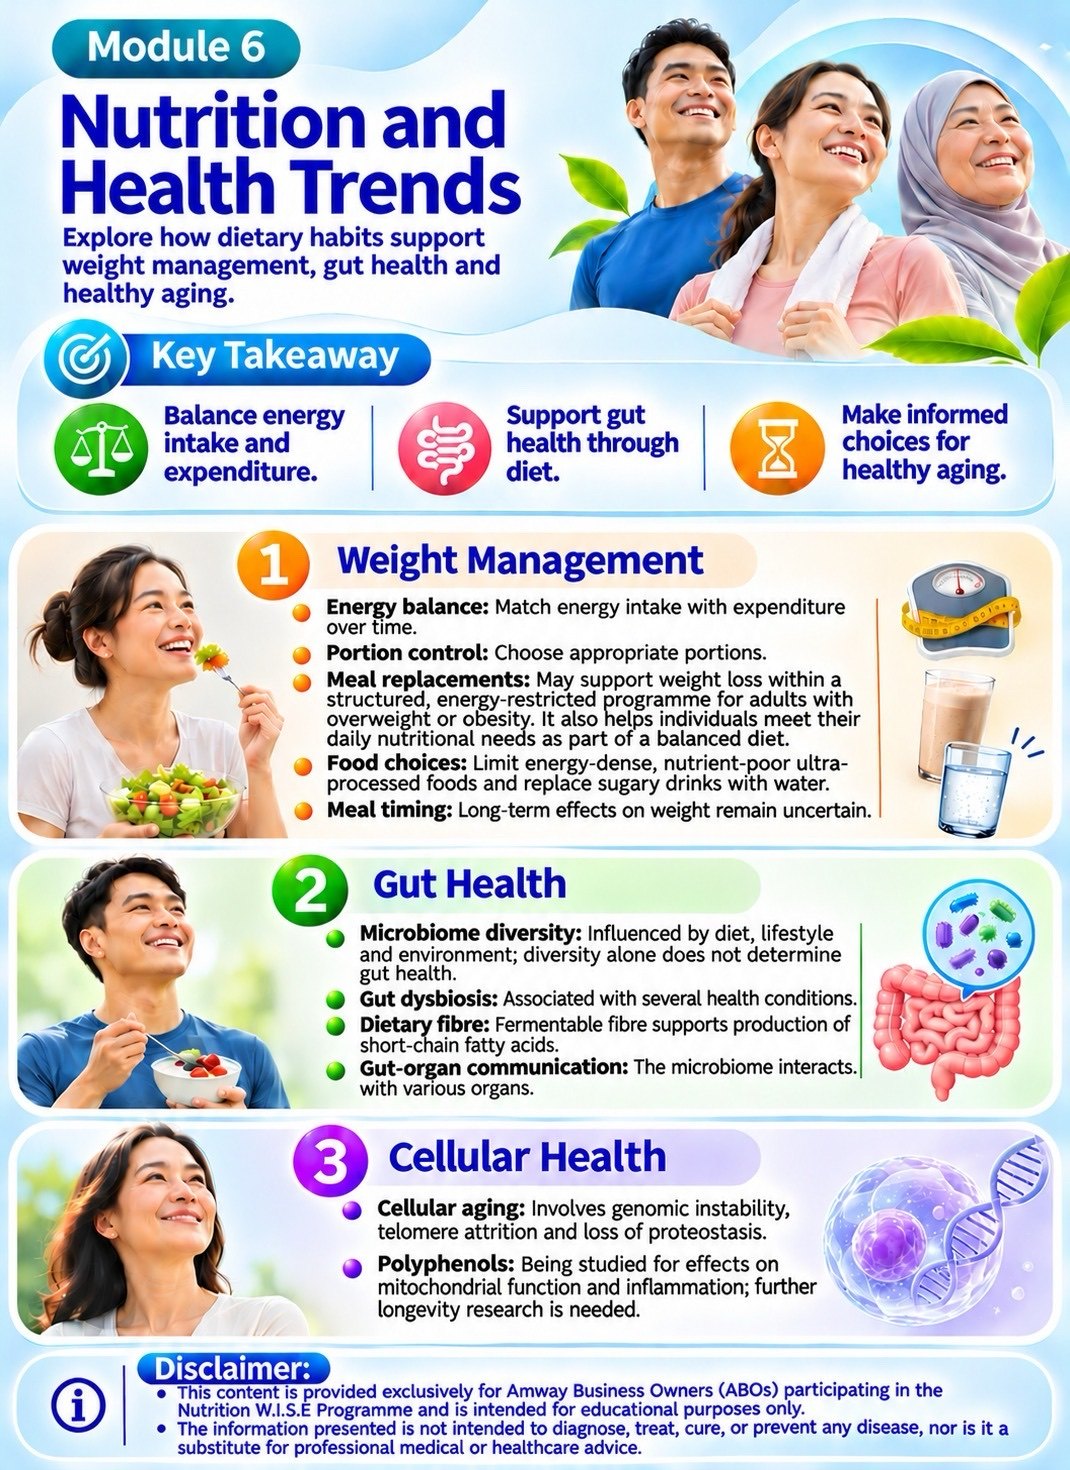 Module 6
Nutrition and
Health Trends
Explore how dietary habits support
weight management, gut health and
healthy aging.
Key Takeaway
Balance energy
intake and
expenditure.
Support gut
health through
diet.
Make informed
choices for
healthy aging.
1 Weight Management
Energy balance: Match energy intake with expenditure
over time.
Portion control: Choose appropriate portions.
Meal replacements: May support weight loss within a
structured, energy-restricted programme for adults with
overweight or obesity. It also helps individuals meet their
daily nutritional needs as part of a balanced diet.
Food choices: Limit energy-dense, nutrient-poor ultra-
processed foods and replace sugary drinks with water.
Meal timing: Long-term effects on weight remain uncertain.
2 Gut Health
Microbiome diversity: Influenced by diet, lifestyle
and environment; diversity alone does not determine
gut health.
Gut dysbiosis: Associated with several health conditions.
Dietary fibre: Fermentable fibre supports production of
short-chain fatty acids.
Gut-organ communication: The microbiome interacts.
with various organs.
3 Cellular Health
Cellular aging: Involves genomic instability,
telomere attrition and loss of proteostasis.
Polyphenols: Being studied for effects on
mitochondrial function and inflammation; further
longevity research is needed.
Disclaimer:
• This content is provided exclusively for Amway Business Owners (ABOs) participating in the
Nutrition W.I.S.E Programme and is intended for educational purposes only.
• The information presented is not intended to diagnose, treat, cure, or prevent any disease, nor is it a
substitute for professional medical or healthcare advice.